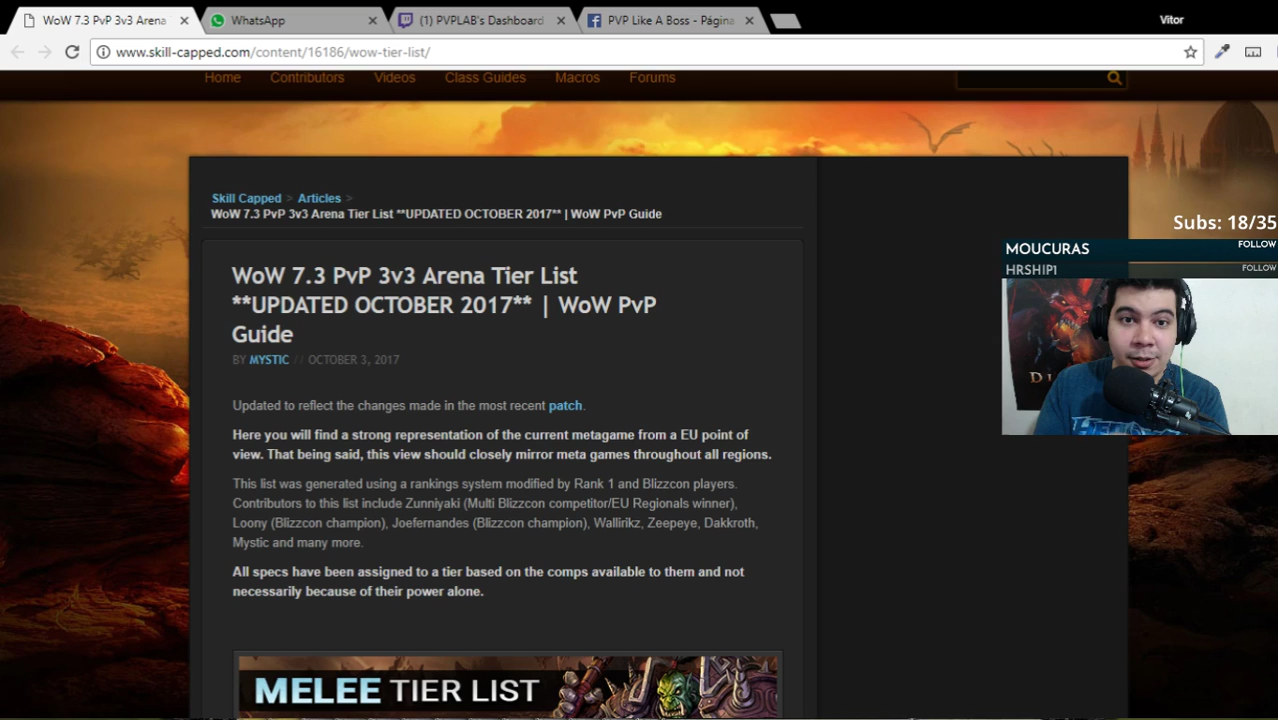 WoW 7.3 PvP 3v3 Arena
WhatsApp
(1) PVPLAB's Dashboard
PVP Like A Boss - Página
Vitor
www.skill-capped.com/content/16186/wow-tier-list/
Home Contributors Videos Class Guides Macros Forums
Skill Capped > Articles >
WoW 7.3 PvP 3v3 Arena Tier List **UPDATED OCTOBER 2017** | WoW PvP Guide
Subs: 18/35
MOUCURAS FOLLOW
HRSHIP1 FOLLOW
WoW 7.3 PvP 3v3 Arena Tier List
**UPDATED OCTOBER 2017** | WoW PvP
Guide
BY MYSTIC // OCTOBER 3, 2017
Updated to reflect the changes made in the most recent patch.
Here you will find a strong representation of the current metagame from a EU point of
view. That being said, this view should closely mirror meta games throughout all regions.
This list was generated using a rankings system modified by Rank 1 and Blizzcon players.
Contributors to this list include Zunniyaki (Multi Blizzcon competitor/EU Regionals winner),
Loony (Blizzcon champion), Joefernandes (Blizzcon champion), Wallirikz, Zeepeye, Dakkroth,
Mystic and many more.
All specs have been assigned to a tier based on the comps available to them and not
necessarily because of their power alone.
MELEE TIER LIST